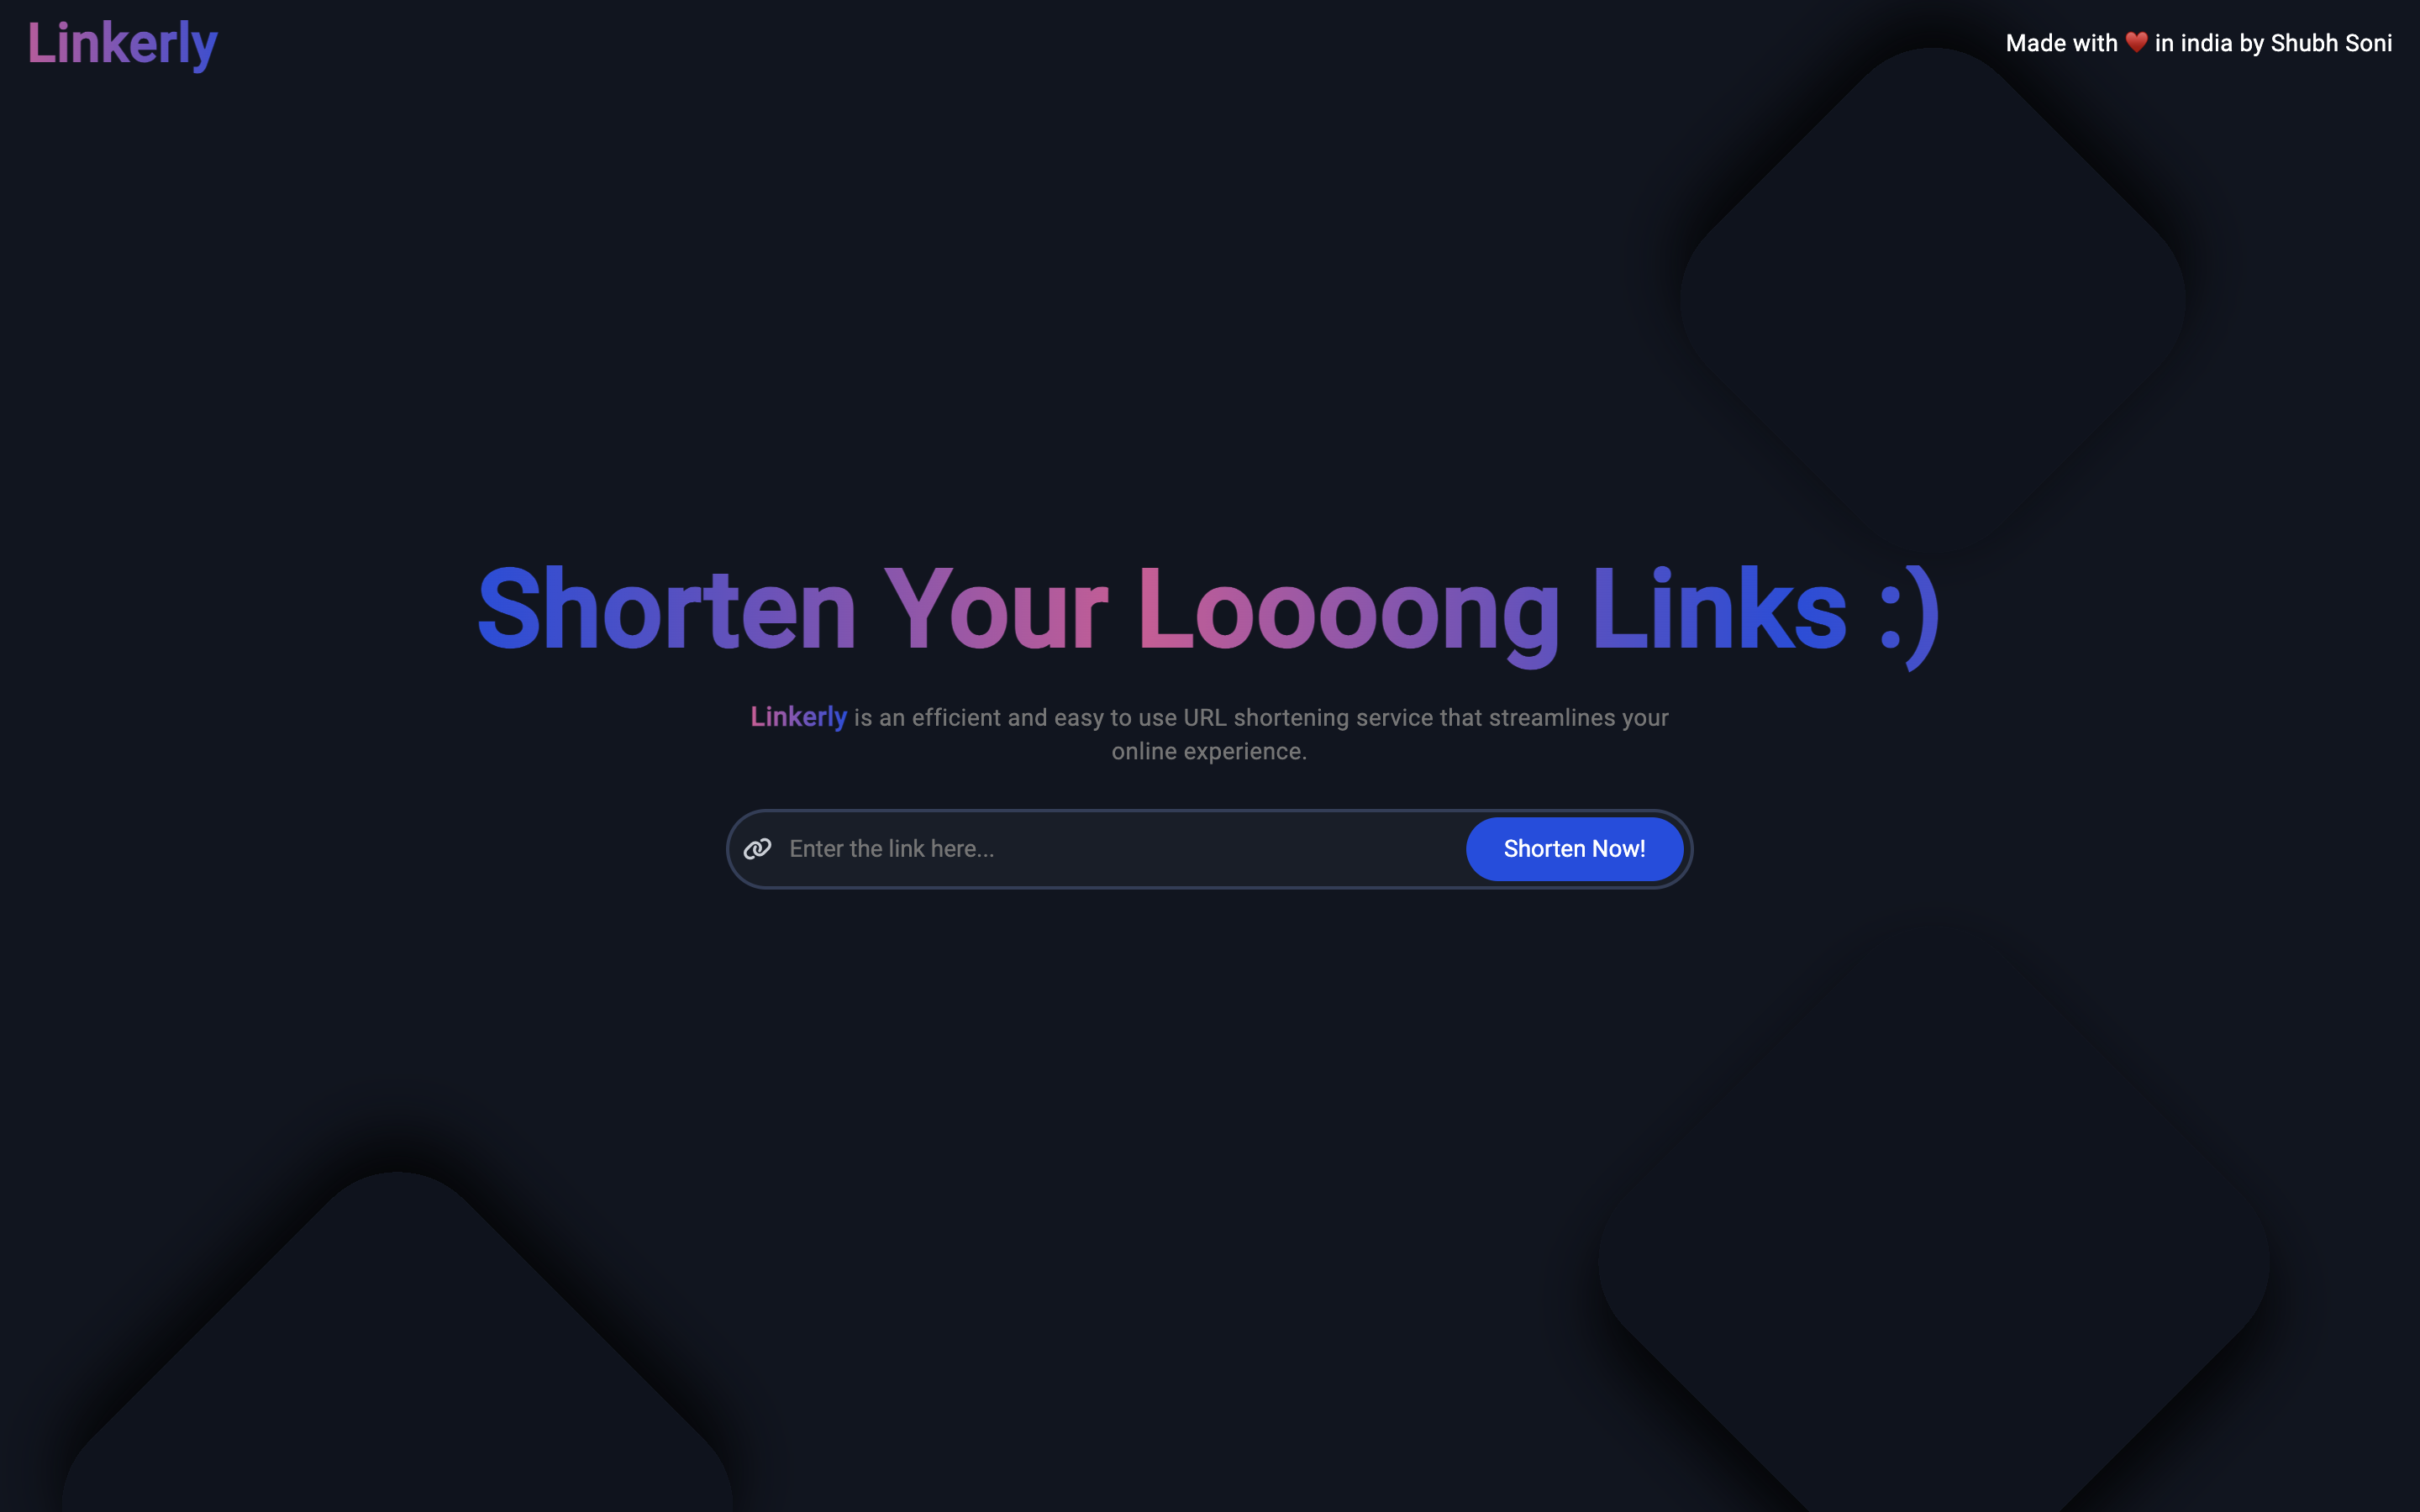 Linkerly
Made with ❤️ in india by Shubh Soni
Shorten Your Loooong Links :)
Linkerly is an efficient and easy to use URL shortening service that streamlines your
online experience.
Enter the link here...
Shorten Now!